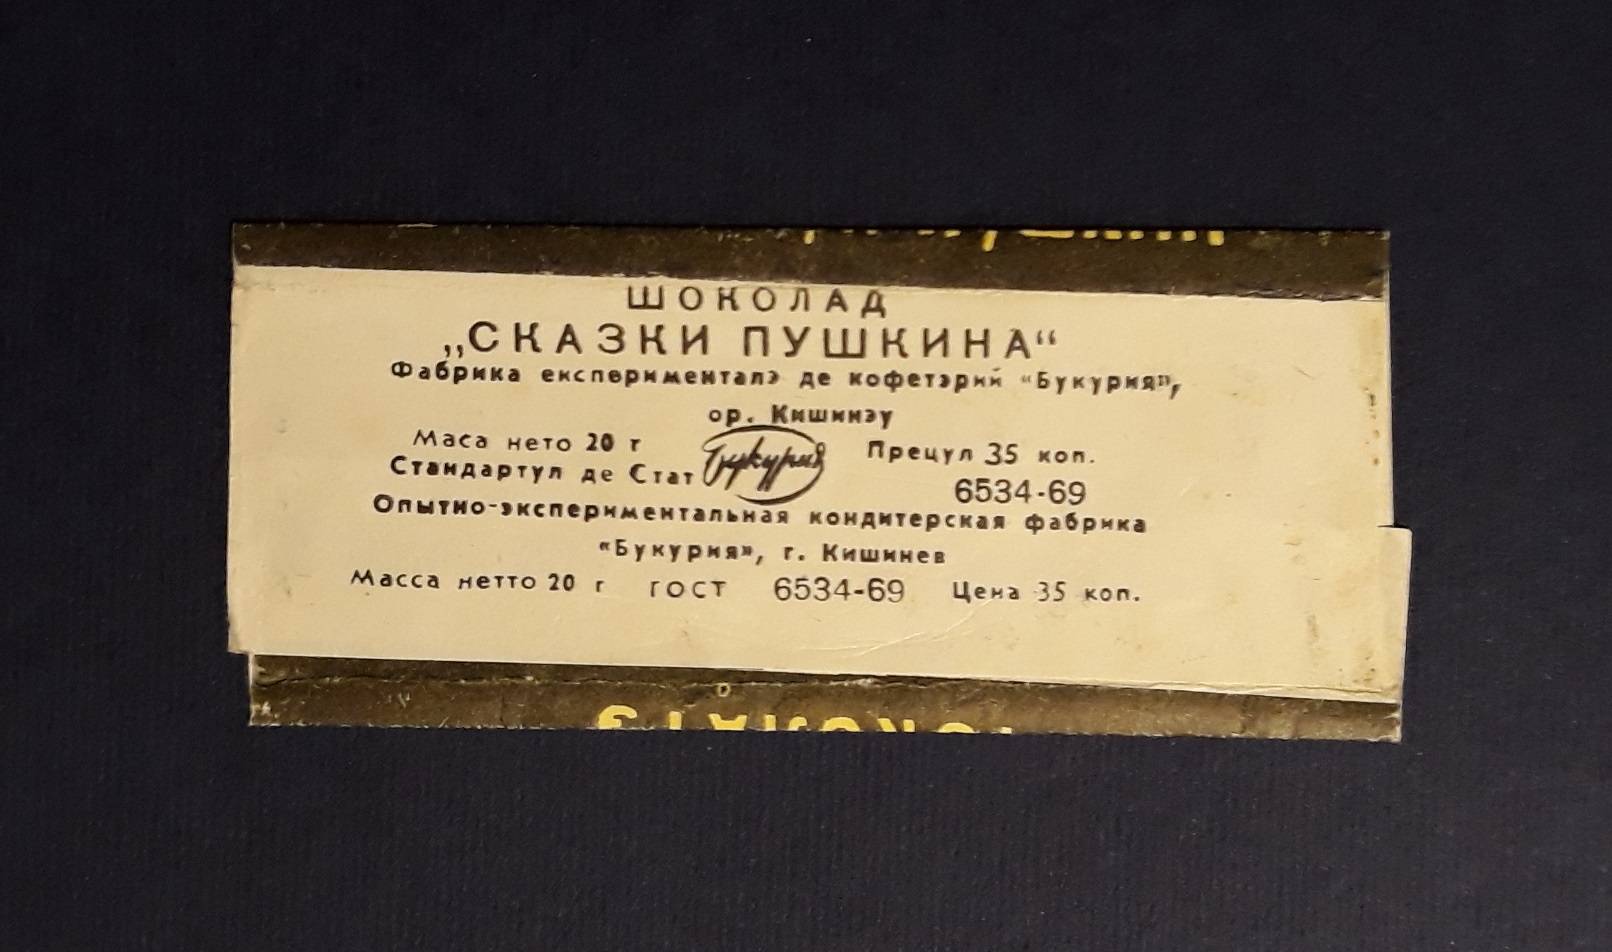 ШОКОЛАД
„СКАЗКИ ПУШКИНА“
Фабрика експерименталэ де кофетэрий «Букурия»,
ор. Кишинэу
Маса нето 20 г Букурия Прецул 35 коп.
Стандартул де Стат 6534-69
Опытно-экспериментальная кондитерская фабрика
«Букурия», г. Кишинев
Масса нетто 20 г ГОСТ 6534-69 Цена 35 коп.